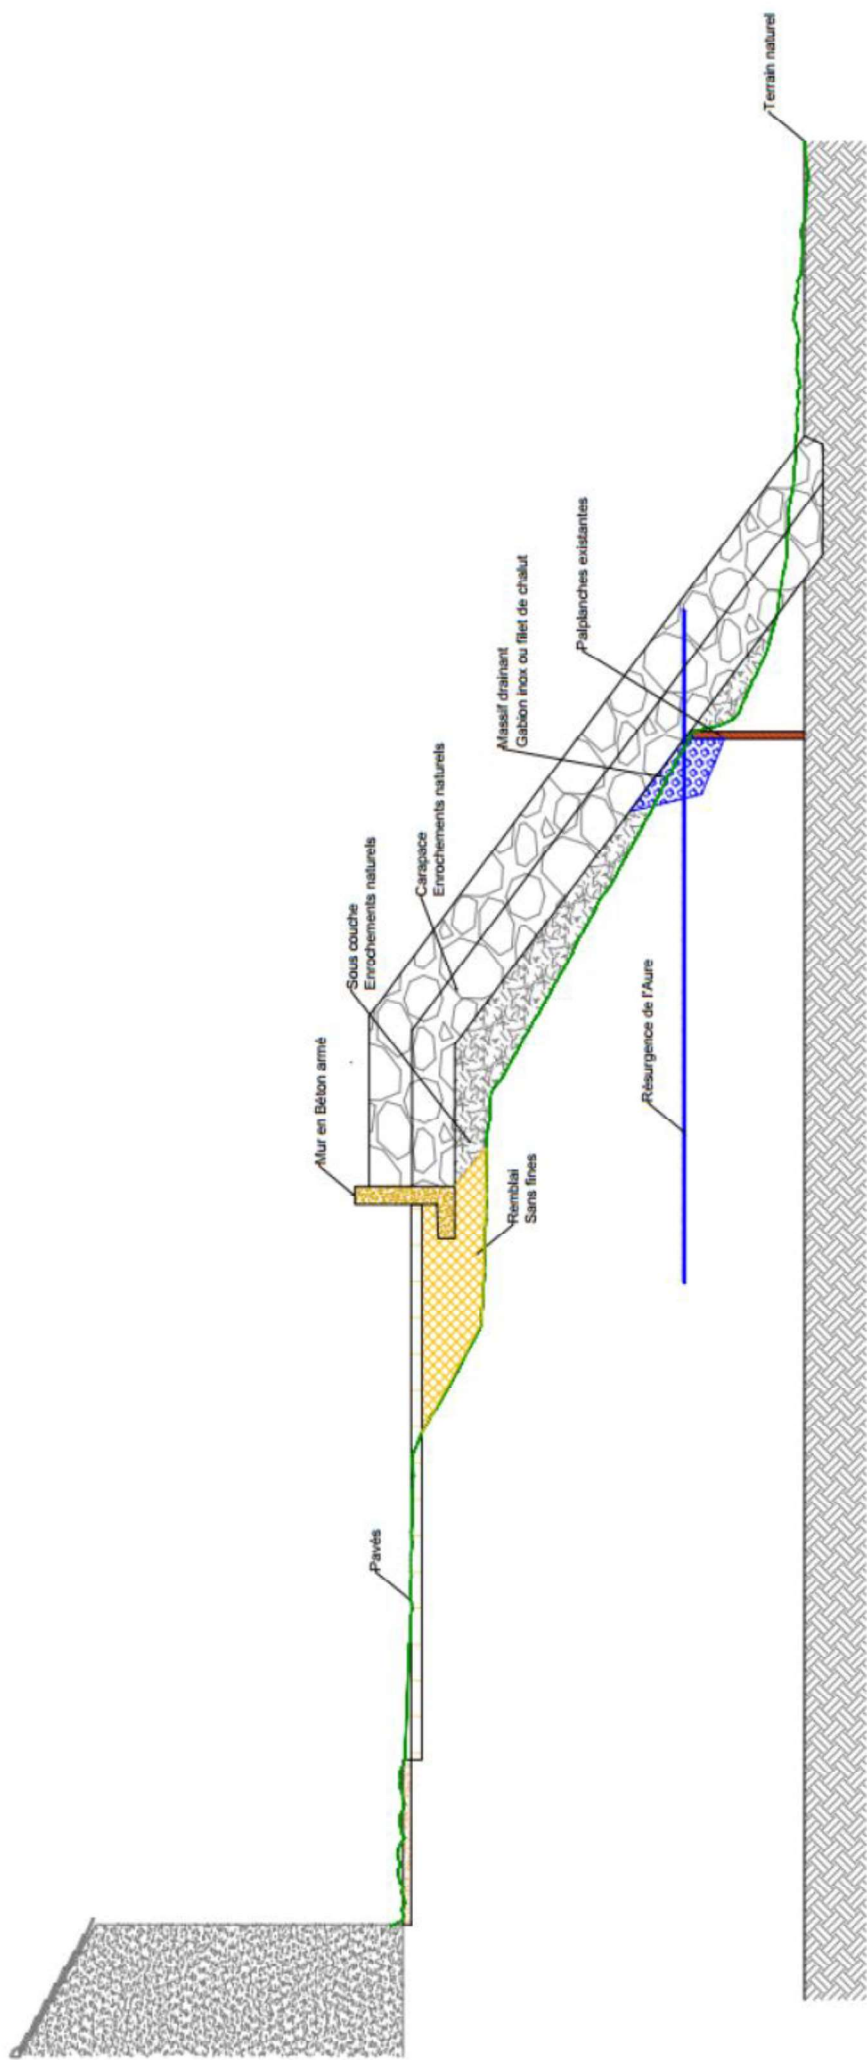 Terrain naturel
Massif drainant
Gabion inox ou filet de chalut
Palplanches existantes
Sous couche
Enrochements naturels
Carapace
Enrochements naturels
Mur en Béton armé
Résurgence de l'Aure
Remblai
Sans fines
Pavés